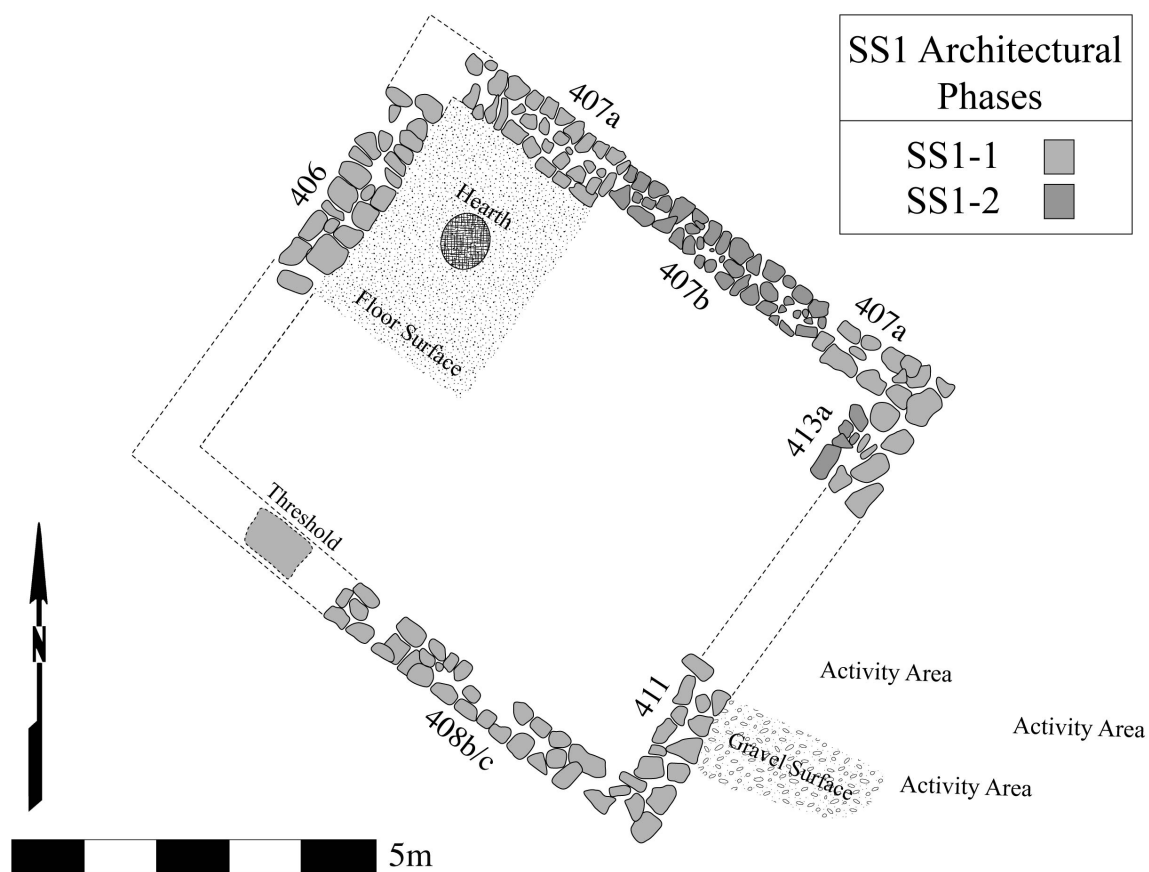 SS1 Architectural
Phases
SS1-1
SS1-2
407a
406
Hearth
407b
Floor Surface
407a
413a
Threshold
411
408b/c
Activity Area
Activity Area
Gravel Surface
Activity Area
N
5m